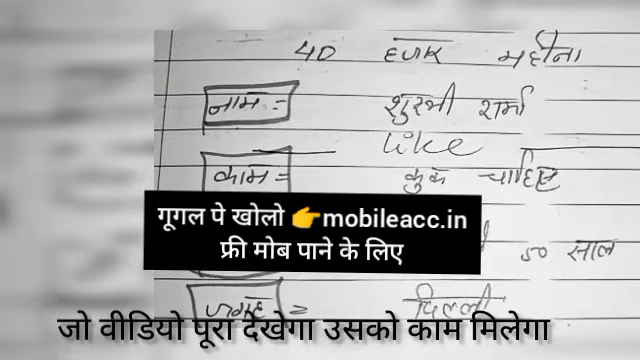 40 हजार महीना
नाम:= शुरभी शर्मा
Like
काम= कुक चाहिए
गूगल पे खोलो 👉mobileacc.in
फ्री मोब पाने के लिए
50 साल
जगह = दिल्ली
जो वीडियो पूरा देखेगा उसको काम मिलेगा